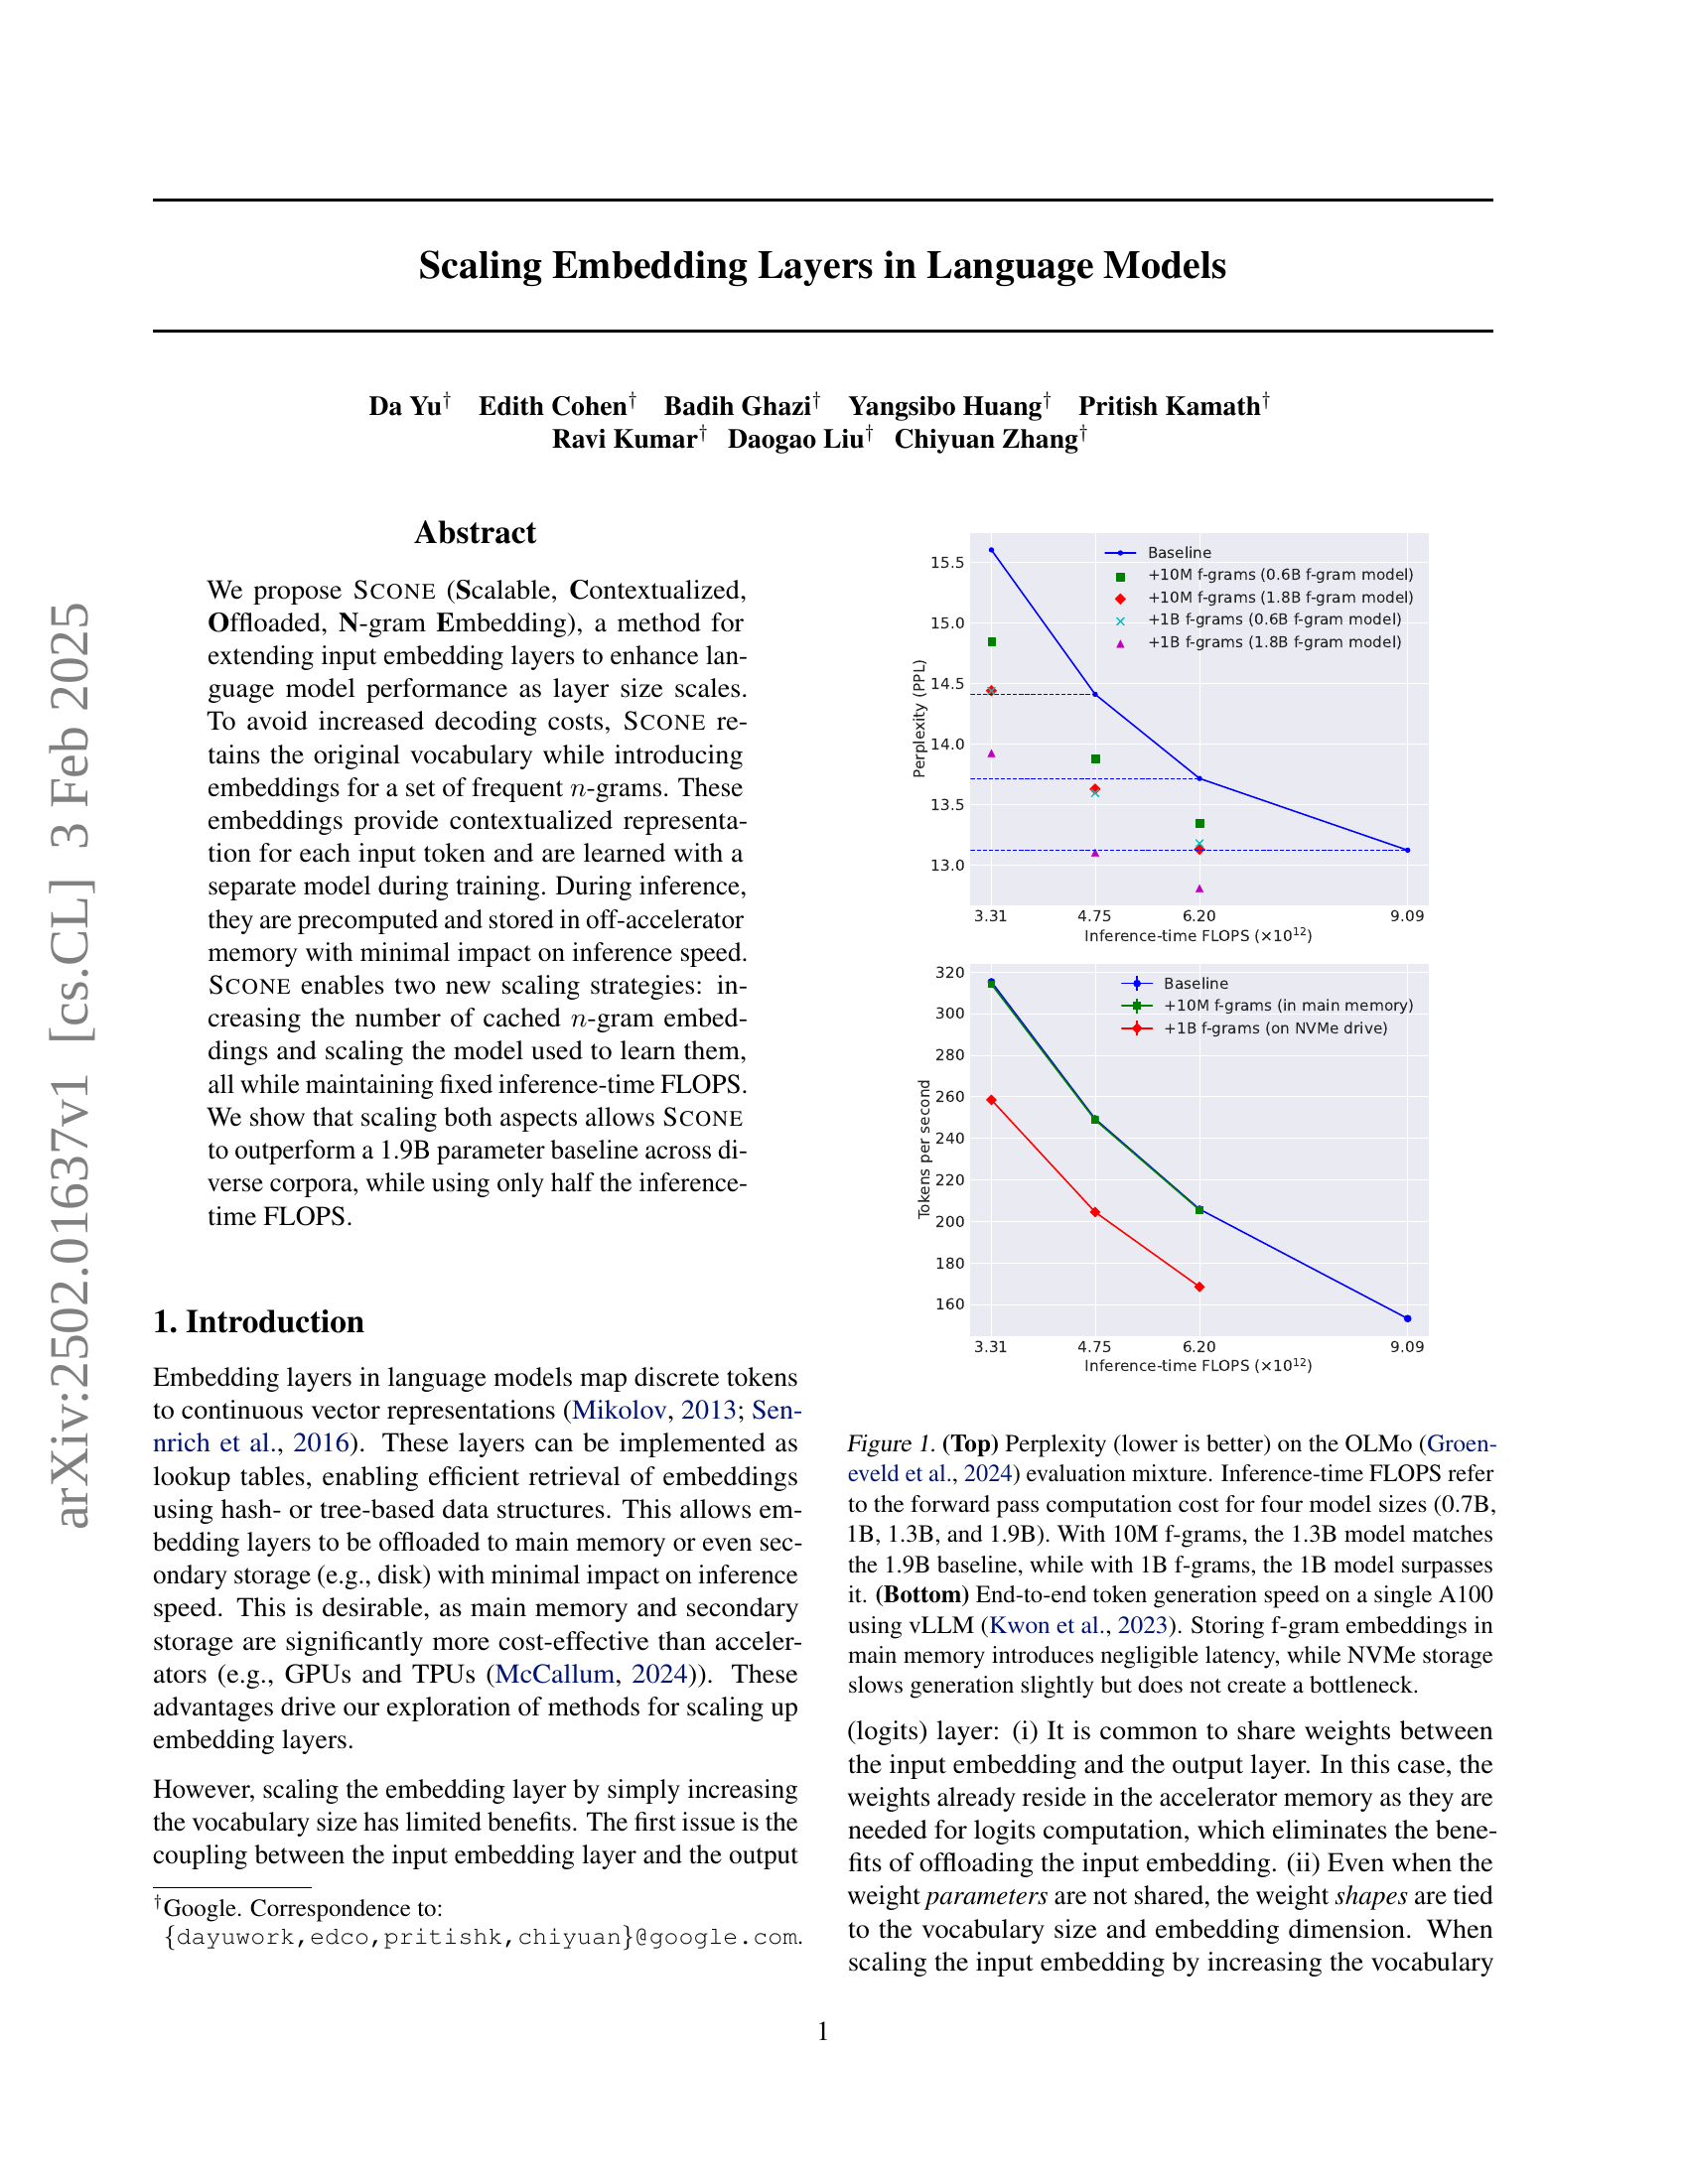 arXiv:2502.01637v1 [cs.CL] 3 Feb 2025
Scaling Embedding Layers in Language Models
Da Yu† Edith Cohen† Badih Ghazi† Yangsibo Huang† Pritish Kamath†
Ravi Kumar† Daogao Liu† Chiyuan Zhang†
Abstract
We propose SCONE (Scalable, Contextualized,
Offloaded, N-gram Embedding), a method for
extending input embedding layers to enhance lan-
guage model performance as layer size scales.
To avoid increased decoding costs, SCONE re-
tains the original vocabulary while introducing
embeddings for a set of frequent n-grams. These
embeddings provide contextualized representa-
tion for each input token and are learned with a
separate model during training. During inference,
they are precomputed and stored in off-accelerator
memory with minimal impact on inference speed.
SCONE enables two new scaling strategies: in-
creasing the number of cached n-gram embed-
dings and scaling the model used to learn them,
all while maintaining fixed inference-time FLOPS.
We show that scaling both aspects allows SCONE
to outperform a 1.9B parameter baseline across di-
verse corpora, while using only half the inference-
time FLOPS.
1. Introduction
Embedding layers in language models map discrete tokens
to continuous vector representations (Mikolov, 2013; Sen-
nrich et al., 2016). These layers can be implemented as
lookup tables, enabling efficient retrieval of embeddings
using hash- or tree-based data structures. This allows em-
bedding layers to be offloaded to main memory or even sec-
ondary storage (e.g., disk) with minimal impact on inference
speed. This is desirable, as main memory and secondary
storage are significantly more cost-effective than acceler-
ators (e.g., GPUs and TPUs (McCallum, 2024)). These
advantages drive our exploration of methods for scaling up
embedding layers.
However, scaling the embedding layer by simply increasing
the vocabulary size has limited benefits. The first issue is the
coupling between the input embedding layer and the output
†Google. Correspondence to:
{dayuwork,edco,pritishk,chiyuan}@google.com.
Perplexity (PPL)
15.5
15.0
14.5
14.0
13.5
13.0
Baseline
+10M f-grams (0.6B f-gram model)
+10M f-grams (1.8B f-gram model)
+1B f-grams (0.6B f-gram model)
+1B f-grams (1.8B f-gram model)
3.31 4.75 6.20 9.09
Inference-time FLOPS (×10¹²)
Tokens per second
320
300
280
260
240
220
200
180
160
Baseline
+10M f-grams (in main memory)
+1B f-grams (on NVMe drive)
3.31 4.75 6.20 9.09
Inference-time FLOPS (×10¹²)
Figure 1. (Top) Perplexity (lower is better) on the OLMo (Groen-
eveld et al., 2024) evaluation mixture. Inference-time FLOPS refer
to the forward pass computation cost for four model sizes (0.7B,
1B, 1.3B, and 1.9B). With 10M f-grams, the 1.3B model matches
the 1.9B baseline, while with 1B f-grams, the 1B model surpasses
it. (Bottom) End-to-end token generation speed on a single A100
using vLLM (Kwon et al., 2023). Storing f-gram embeddings in
main memory introduces negligible latency, while NVMe storage
slows generation slightly but does not create a bottleneck.
(logits) layer: (i) It is common to share weights between
the input embedding and the output layer. In this case, the
weights already reside in the accelerator memory as they are
needed for logits computation, which eliminates the bene-
fits of offloading the input embedding. (ii) Even when the
weight parameters are not shared, the weight shapes are tied
to the vocabulary size and embedding dimension. When
scaling the input embedding by increasing the vocabulary
1